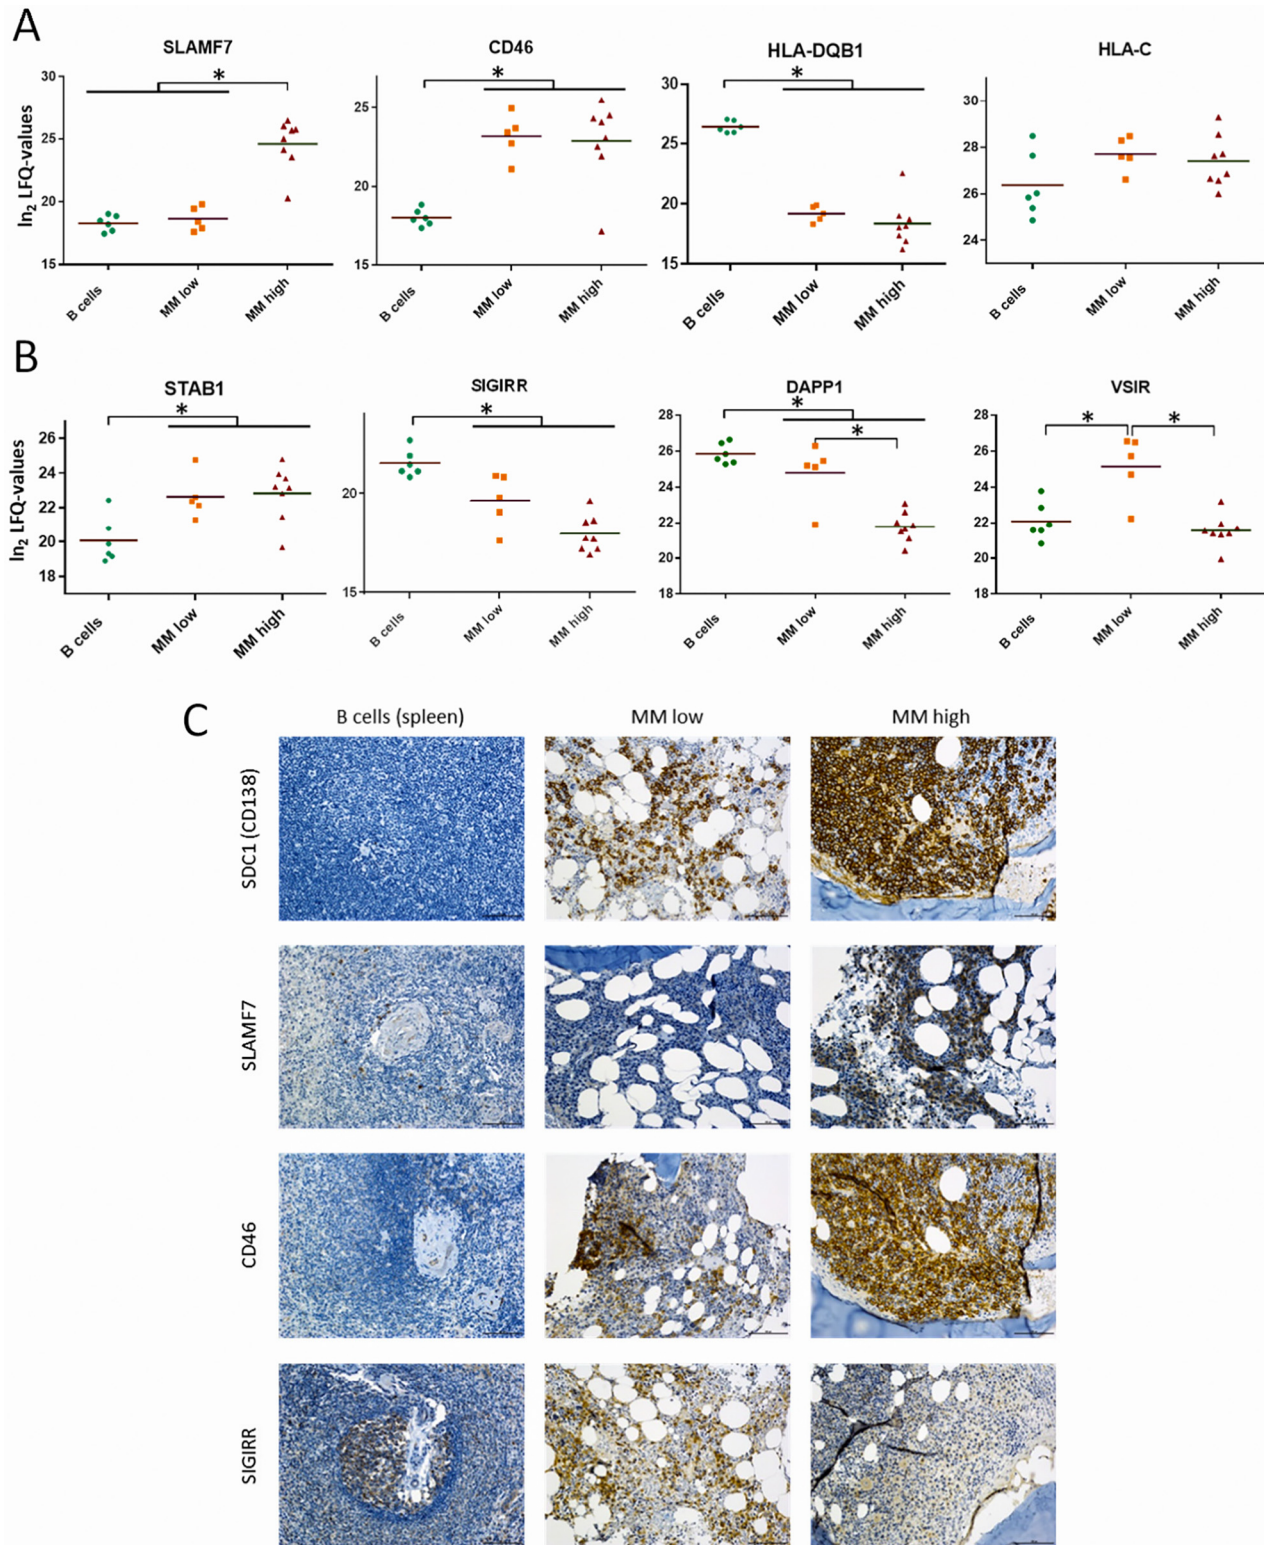 A
SLAMF7
CD46
HLA-DQB1
HLA-C
ln2 LFQ-values
30
25
20
15
*
B cells
MM low
MM high
25
20
15
*
B cells
MM low
MM high
30
25
20
15
*
B cells
MM low
MM high
30
28
26
24
B cells
MM low
MM high
B
STAB1
SIGIRR
DAPP1
VSIR
ln2 LFQ-values
26
24
22
20
18
*
B cells
MM low
MM high
20
15
*
B cells
MM low
MM high
28
26
24
22
20
18
*
*
B cells
MM low
MM high
28
26
24
22
20
18
*
*
B cells
MM low
MM high
C
B cells (spleen)
MM low
MM high
SDC1 (CD138)
SLAMF7
CD46
SIGIRR